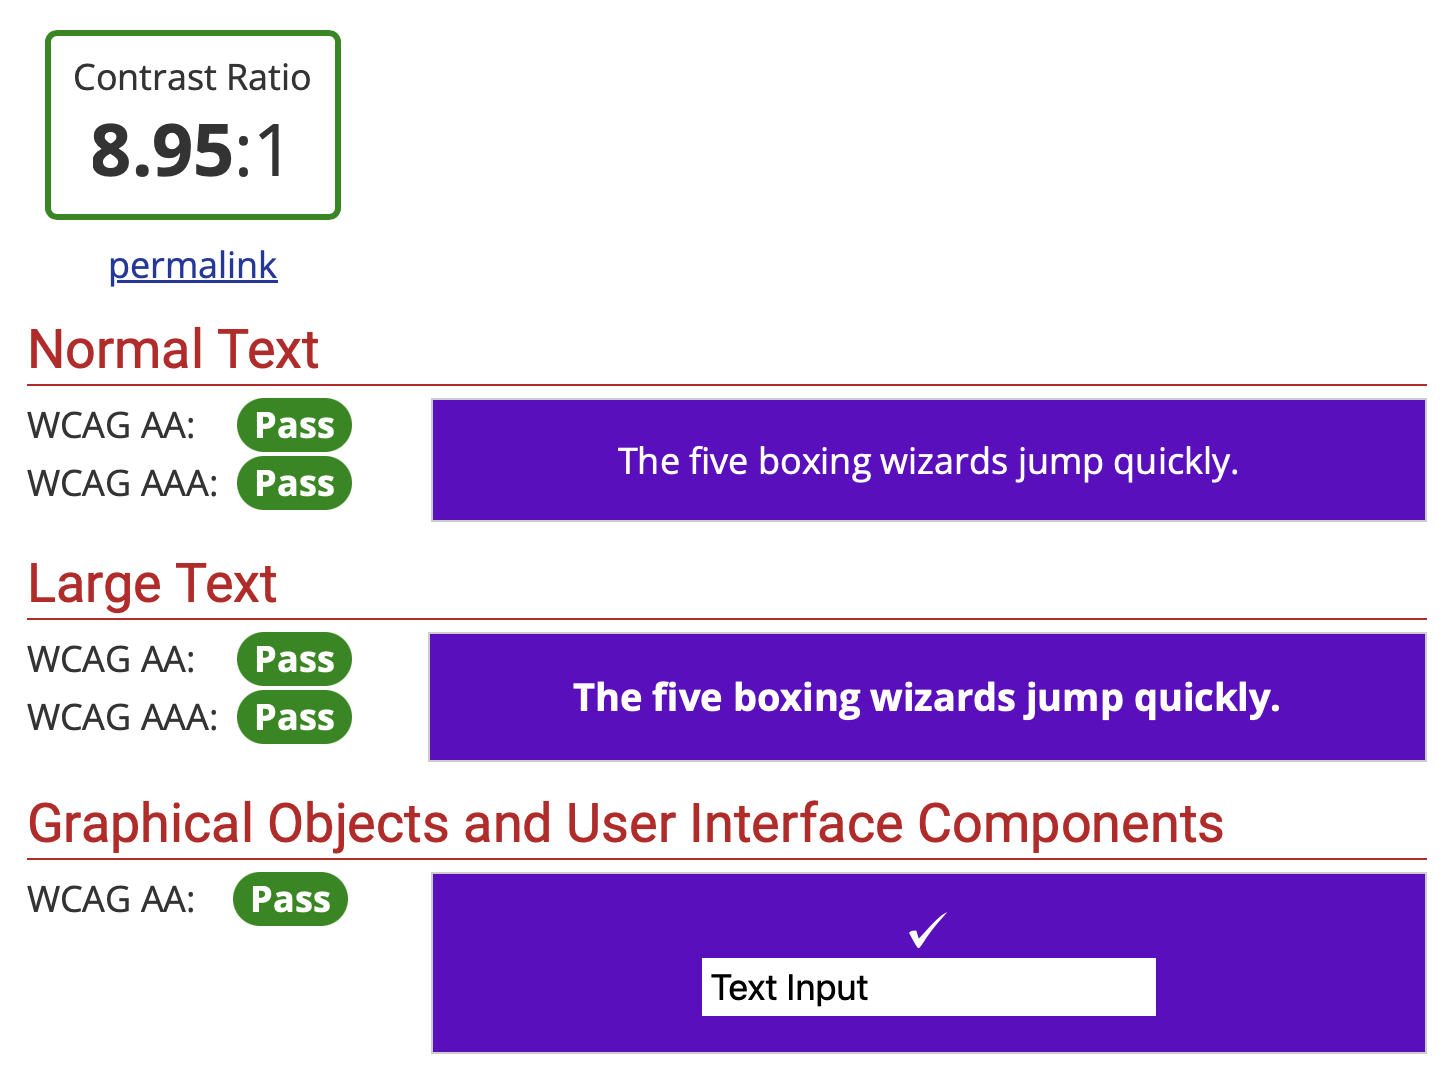 Contrast Ratio
8.95:1
permalink
Normal Text
WCAG AA: Pass
WCAG AAA: Pass
The five boxing wizards jump quickly.
Large Text
WCAG AA: Pass
WCAG AAA: Pass
The five boxing wizards jump quickly.
Graphical Objects and User Interface Components
WCAG AA: Pass
✓
Text Input